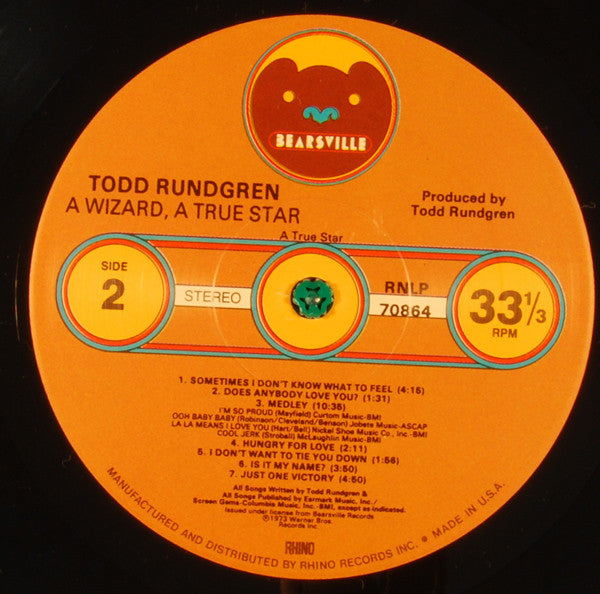 BEARSVILLE
TODD RUNDGREN
A WIZARD, A TRUE STAR
Produced by
Todd Rundgren
A True Star
SIDE
2
STEREO
RNLP
70864
33 1/3
RPM
1. SOMETIMES I DON'T KNOW WHAT TO FEEL (4:15)
2. DOES ANYBODY LOVE YOU? (1:31)
3. MEDLEY (10:35)
I'M SO PROUD (Mayfield) Curtom Music-BMI
OOH BABY BABY (Robinson/Cleveland/Benson) Jobete Music-ASCAP
LA LA MEANS I LOVE YOU (Hart/Bell) Nickel Shoe Music Co., Inc.-BMI
COOL JERK (Stroball) McLaughlin Music-BMI
4. HUNGRY FOR LOVE (2:11)
5. I DON'T WANT TO TIE YOU DOWN (1:56)
6. IS IT MY NAME? (3:50)
7. JUST ONE VICTORY (4:50)
All Songs Written by Todd Rundgren &
All Songs Published by Earmark Music, Inc./
Screen Gems-Columbia Music, Inc.-BMI, except as indicated.
Issued under license from Bearsville Records
℗1973 Warner Bros.
Records Inc.
RHINO
MANUFACTURED AND DISTRIBUTED BY RHINO RECORDS INC. ● MADE IN U.S.A.